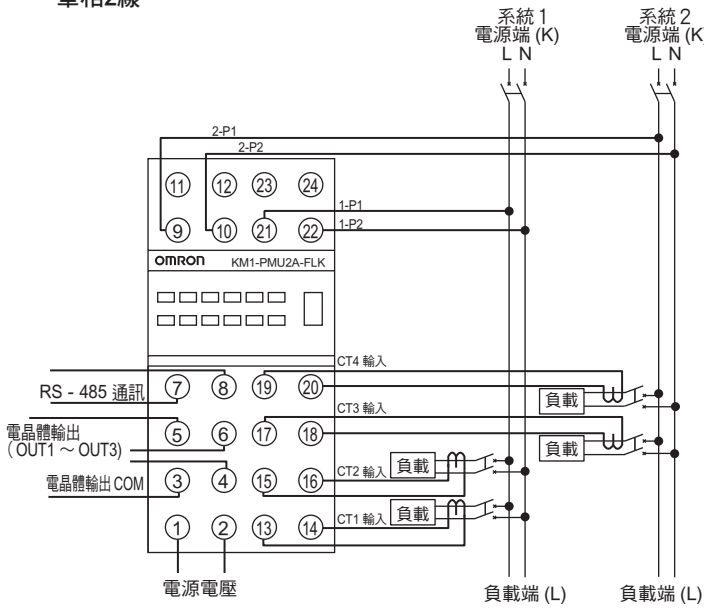 單相2線
系統 1
電源端 (K)
L N
系統 2
電源端 (K)
L N
2-P1
2-P2
11 12 23 24
1-P1
9 10 21 22
1-P2
OMRON KM1-PMU2A-FLK
CT4 輸入
RS - 485 通訊
7 8 19 20
負載
CT3 輸入
電晶體輸出
(OUT1 ～ OUT3)
5 6 17 18
負載
CT2 輸入
負載
電晶體輸出 COM
3 4 15 16
CT1 輸入
負載
1 2 13 14
電源電壓
負載端 (L)
負載端 (L)